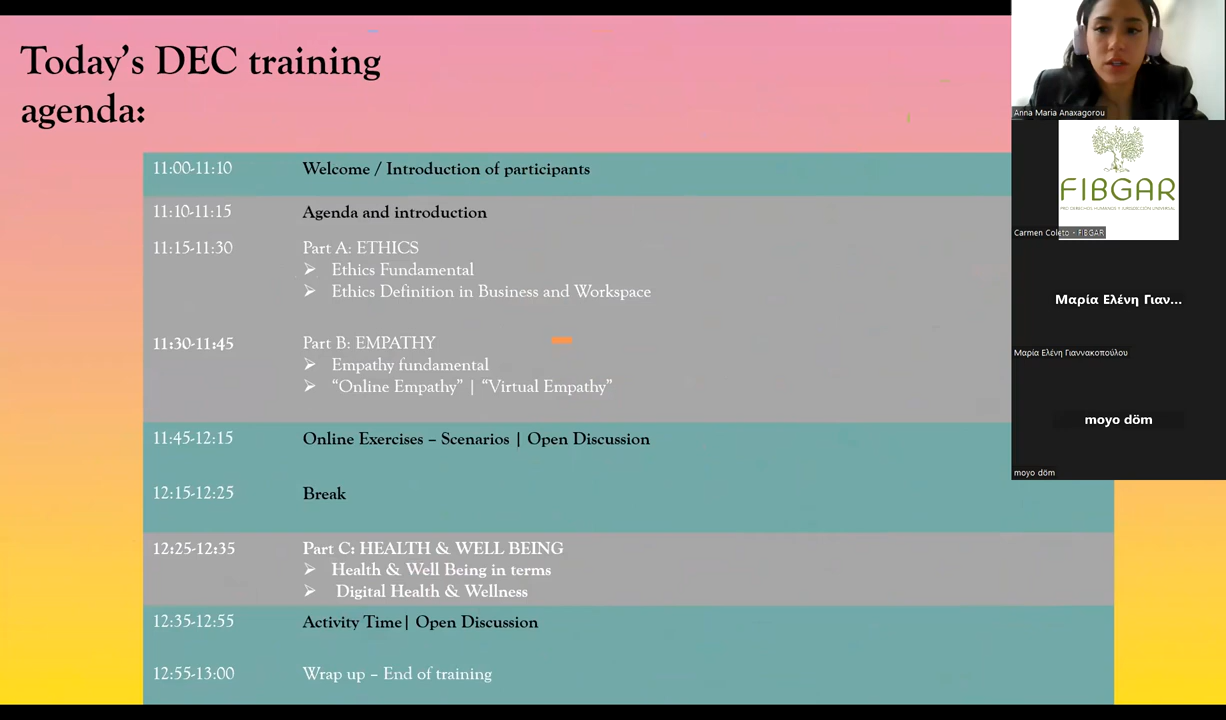 Today's DEC training
agenda:
11:00-11:10 Welcome / Introduction of participants
11:10-11:15 Agenda and introduction
11:15-11:30 Part A: ETHICS
➢ Ethics Fundamental
➢ Ethics Definition in Business and Workspace
11:30-11:45 Part B: EMPATHY
➢ Empathy fundamental
➢ “Online Empathy” | “Virtual Empathy”
11:45-12:15 Online Exercises – Scenarios | Open Discussion
12:15-12:25 Break
12:25-12:35 Part C: HEALTH & WELL BEING
➢ Health & Well Being in terms
➢ Digital Health & Wellness
12:35-12:55 Activity Time| Open Discussion
12:55-13:00 Wrap up – End of training
Anna Maria Anaxagorou
FIBGAR
PRO DERECHOS HUMANOS Y JURISDICCIÓN UNIVERSAL
Carmen Coleto - FIBGAR
Μαρία Ελένη Γιαν...
Μαρία Ελένη Γιαννακοπούλου
moyo döm
moyo döm